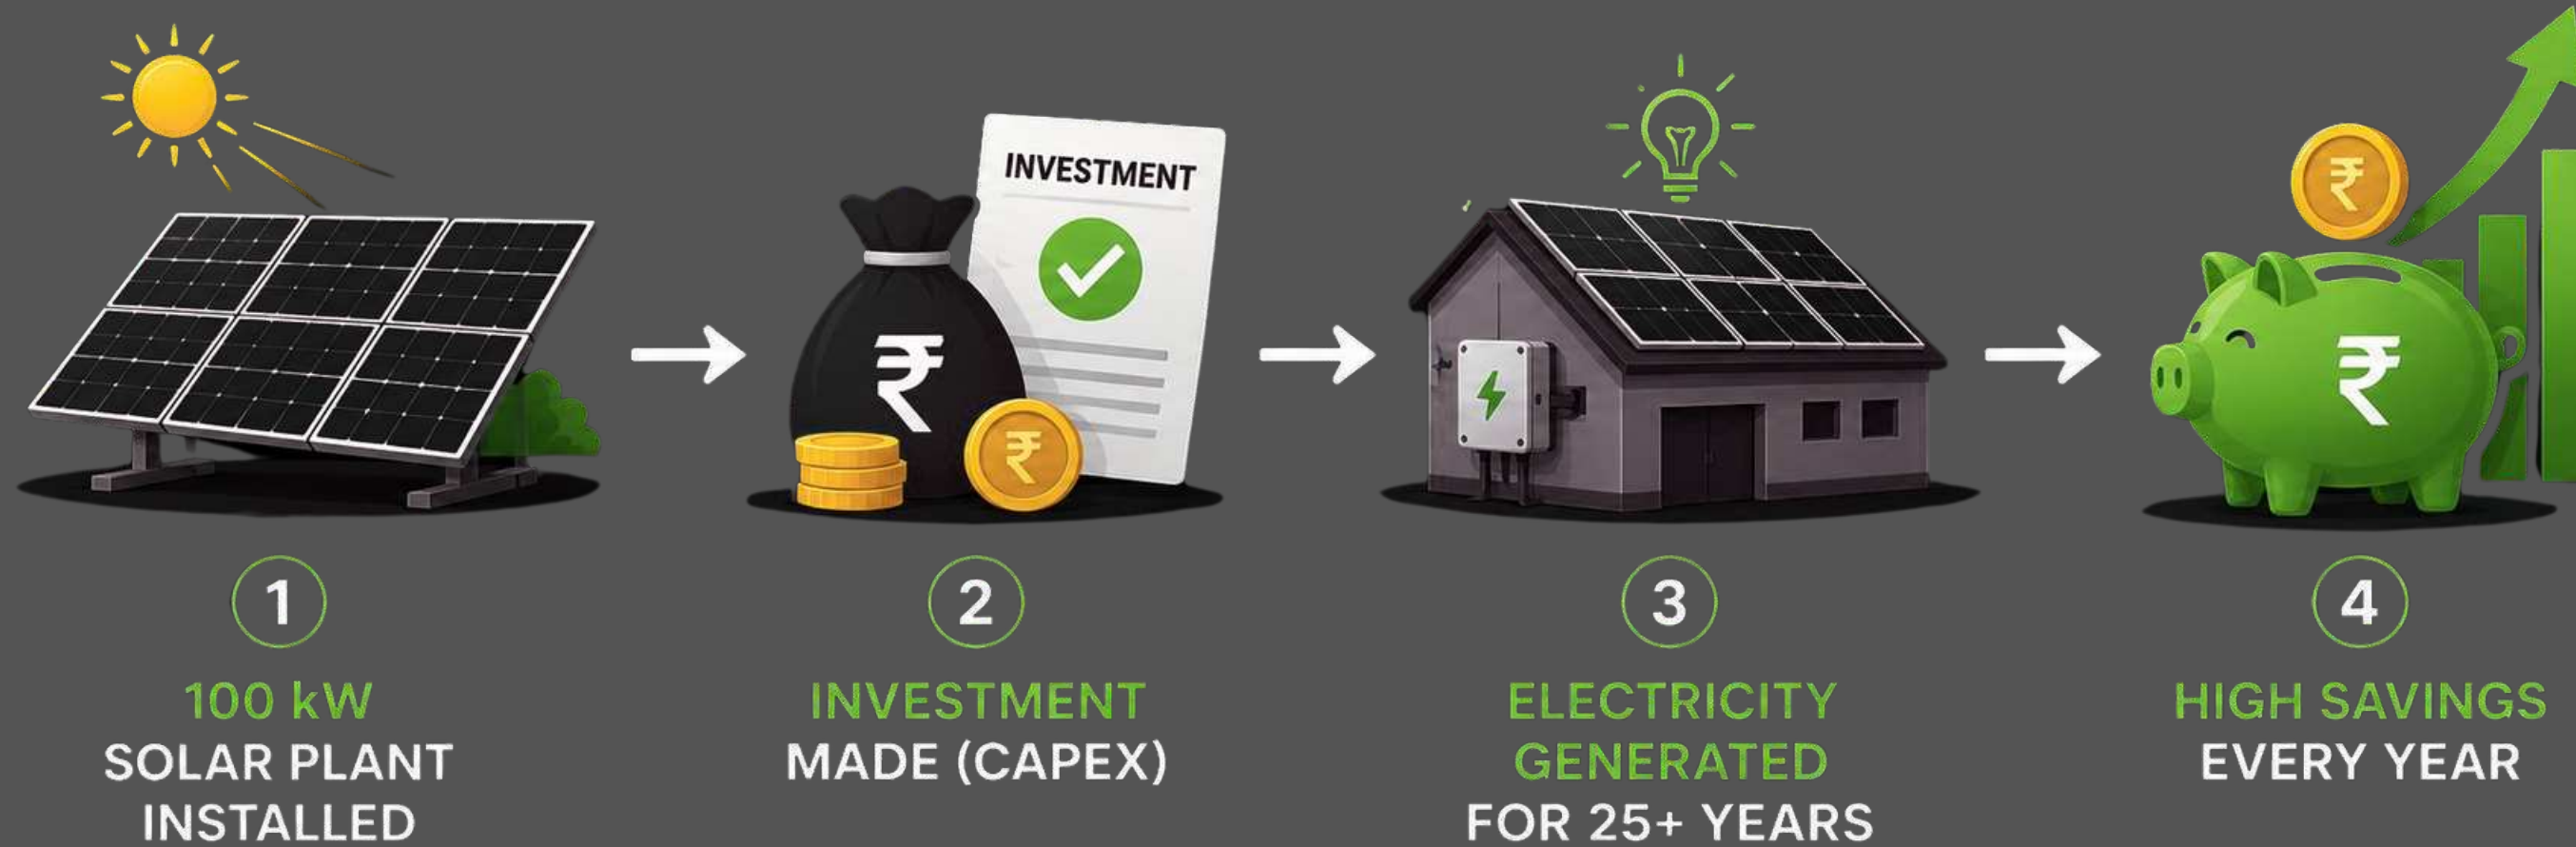 INVESTMENT
₹
₹
₹
₹
1
100 kW
SOLAR PLANT
INSTALLED
2
INVESTMENT
MADE (CAPEX)
3
ELECTRICITY
GENERATED
FOR 25+ YEARS
4
HIGH SAVINGS
EVERY YEAR